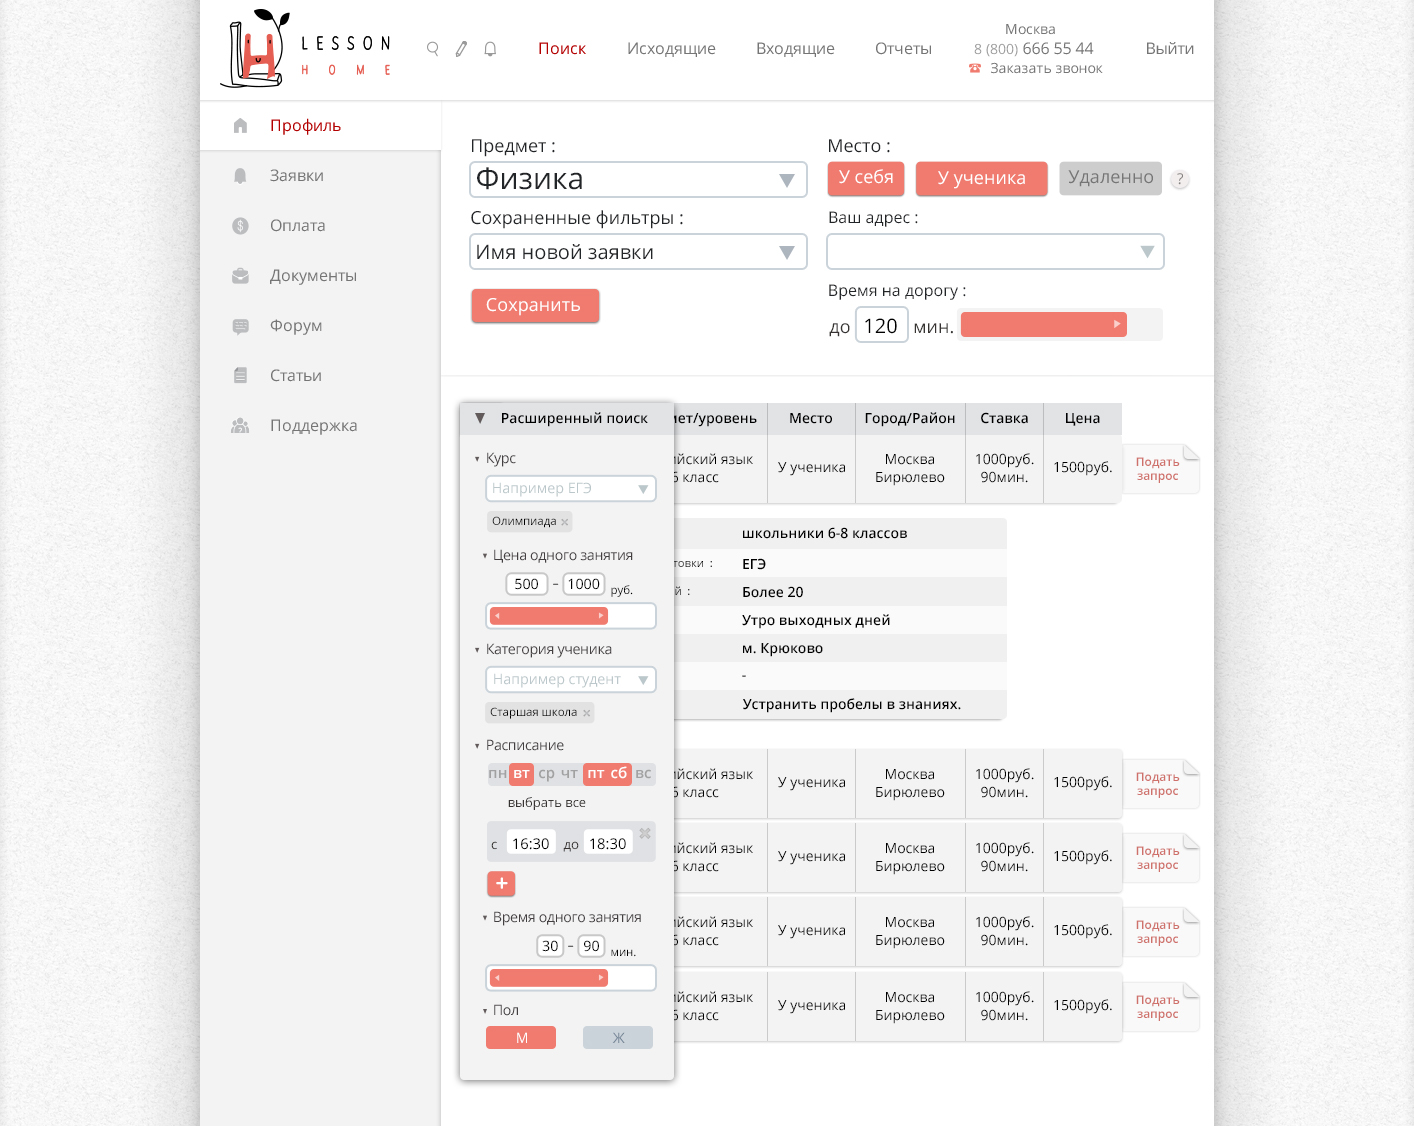 LESSON
HOME
Поиск
Исходящие
Входящие
Отчеты
Москва
8 (800) 666 55 44
Заказать звонок
Выйти
Профиль
Заявки
Оплата
Документы
Форум
Статьи
Поддержка
Предмет :
Физика
Сохраненные фильтры :
Имя новой заявки
Сохранить
Место :
У себя
У ученика
Удаленно
?
Ваш адрес :
Время на дорогу :
до 120 мин.
Расширенный поиск
Курс
Например ЕГЭ
Олимпиада
Цена одного занятия
500 – 1000 руб.
Категория ученика
Например студент
Старшая школа
Расписание
пн вт ср чт пт сб вс
выбрать все
с 16:30 до 18:30
+
Время одного занятия
30 – 90 мин.
Пол
М Ж
мет/уровень Место Город/Район Ставка Цена
йский язык У ученика Москва 1000руб. 1500руб. Подать
класс Бирюлево 90мин. запрос
школьники 6-8 классов
товки : ЕГЭ
й : Более 20
Утро выходных дней
м. Крюково
-
Устранить пробелы в знаниях.
йский язык У ученика Москва 1000руб. 1500руб. Подать
класс Бирюлево 90мин. запрос
йский язык У ученика Москва 1000руб. 1500руб. Подать
класс Бирюлево 90мин. запрос
йский язык У ученика Москва 1000руб. 1500руб. Подать
класс Бирюлево 90мин. запрос
йский язык У ученика Москва 1000руб. 1500руб. Подать
класс Бирюлево 90мин. запрос